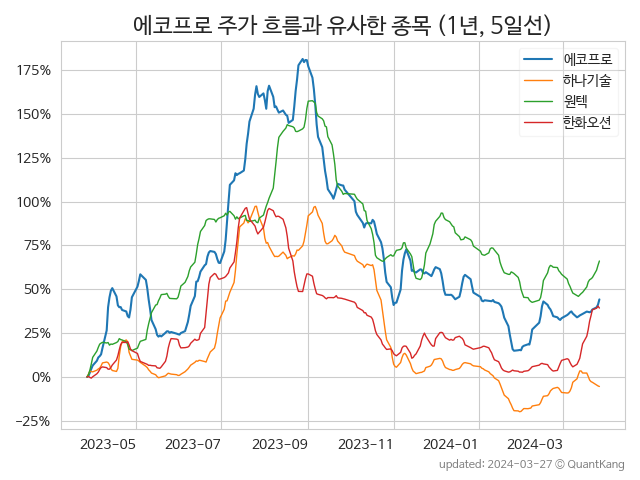 에코프로 주가 흐름과 유사한 종목 (1년, 5일선)
175%
150%
125%
100%
75%
50%
25%
0%
−25%
에코프로
하나기술
원텍
한화오션
2023-05
2023-07
2023-09
2023-11
2024-01
2024-03
updated: 2024-03-27 © QuantKang